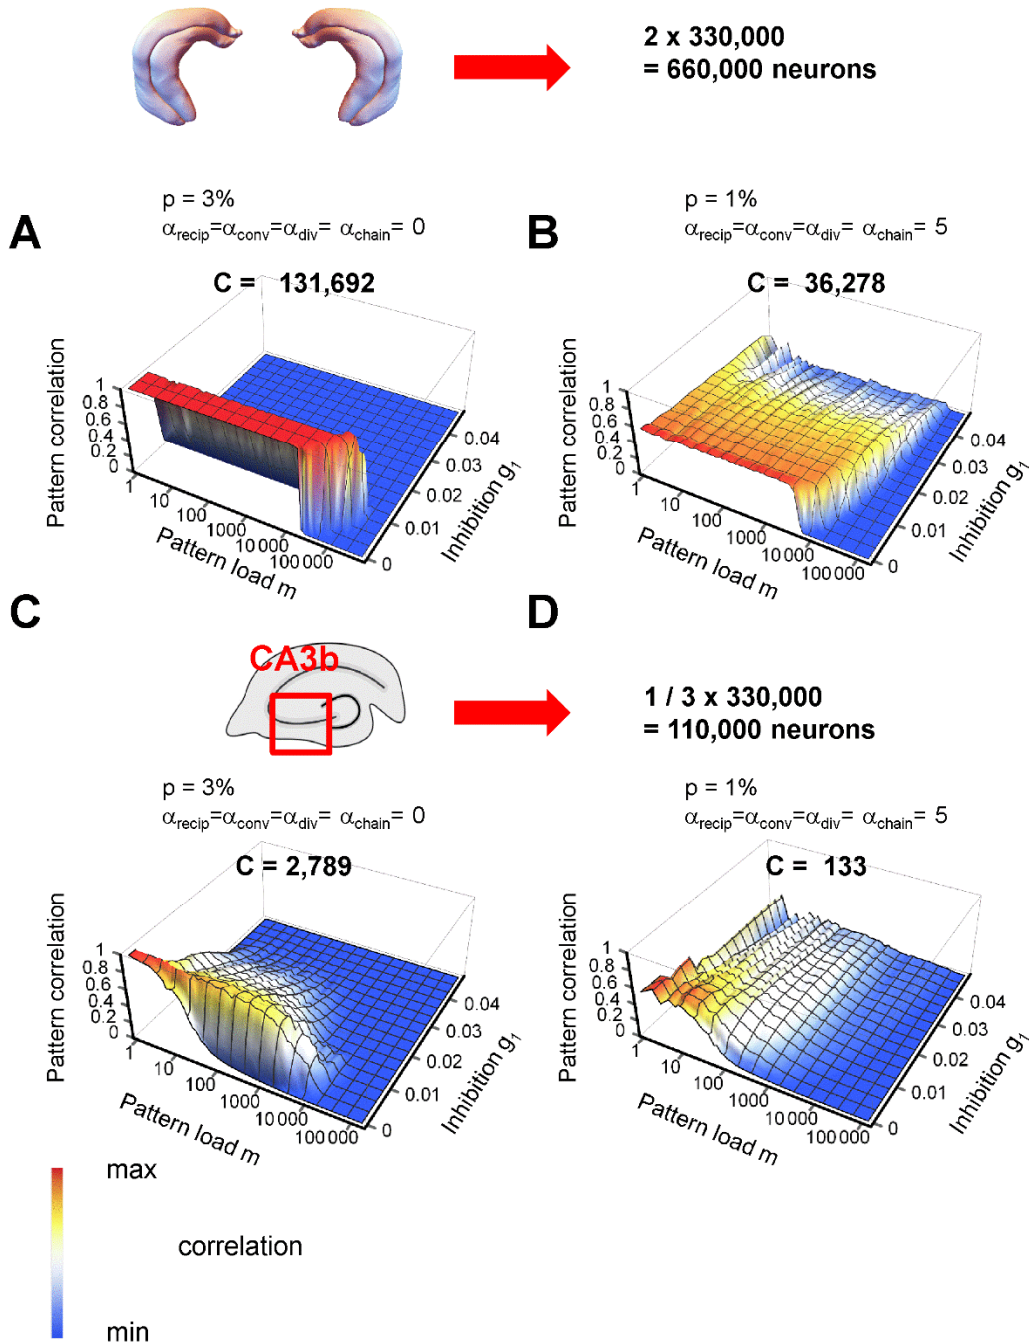 2 x 330,000
= 660,000 neurons
A
p = 3%
αrecip=αconv=αdiv= αchain= 0
C = 131,692
Pattern correlation
1
0.8
0.6
0.4
0.2
0
1
10
100
1000
10 000
100 000
Pattern load m
0
0.01
0.02
0.03
0.04
Inhibition g1
B
p = 1%
αrecip=αconv=αdiv= αchain= 5
C = 36,278
Pattern correlation
1
0.8
0.6
0.4
0.2
0
1
10
100
1000
10 000
100 000
Pattern load m
0
0.01
0.02
0.03
0.04
Inhibition g1
C
CA3b
D
1 / 3 x 330,000
= 110,000 neurons
p = 3%
αrecip=αconv=αdiv= αchain= 0
C = 2,789
Pattern correlation
1
0.8
0.6
0.4
0.2
0
1
10
100
1000
10 000
100 000
Pattern load m
0
0.01
0.02
0.03
0.04
Inhibition g1
p = 1%
αrecip=αconv=αdiv= αchain= 5
C = 133
Pattern correlation
1
0.8
0.6
0.4
0.2
0
1
10
100
1000
10 000
100 000
Pattern load m
0
0.01
0.02
0.03
0.04
Inhibition g1
max
correlation
min